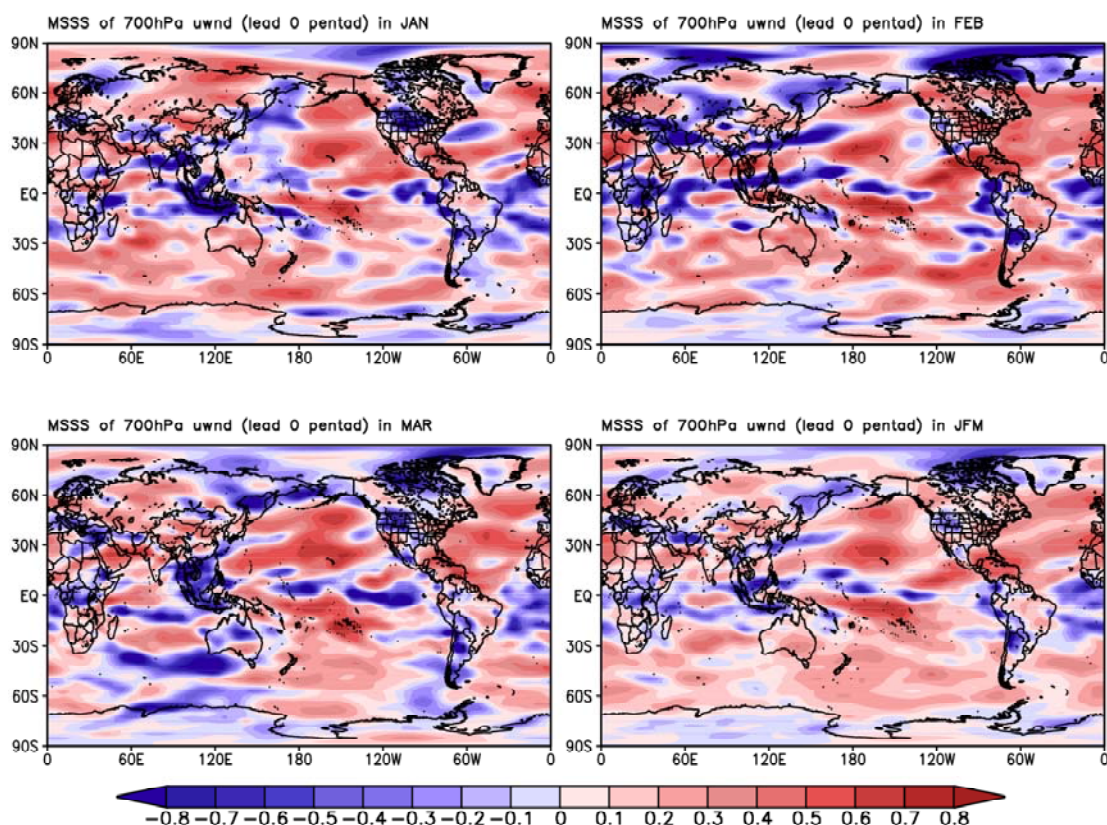 MSSS of 700hPa uwnd (lead 0 pentad) in JAN
MSSS of 700hPa uwnd (lead 0 pentad) in FEB
90N
60N
30N
EQ
30S
60S
90S
0 60E 120E 180 120W 60W 0
90N
60N
30N
EQ
30S
60S
90S
0 60E 120E 180 120W 60W 0
MSSS of 700hPa uwnd (lead 0 pentad) in MAR
MSSS of 700hPa uwnd (lead 0 pentad) in JFM
90N
60N
30N
EQ
30S
60S
90S
0 60E 120E 180 120W 60W 0
90N
60N
30N
EQ
30S
60S
90S
0 60E 120E 180 120W 60W 0
-0.8 -0.7 -0.6 -0.5 -0.4 -0.3 -0.2 -0.1 0 0.1 0.2 0.3 0.4 0.5 0.6 0.7 0.8